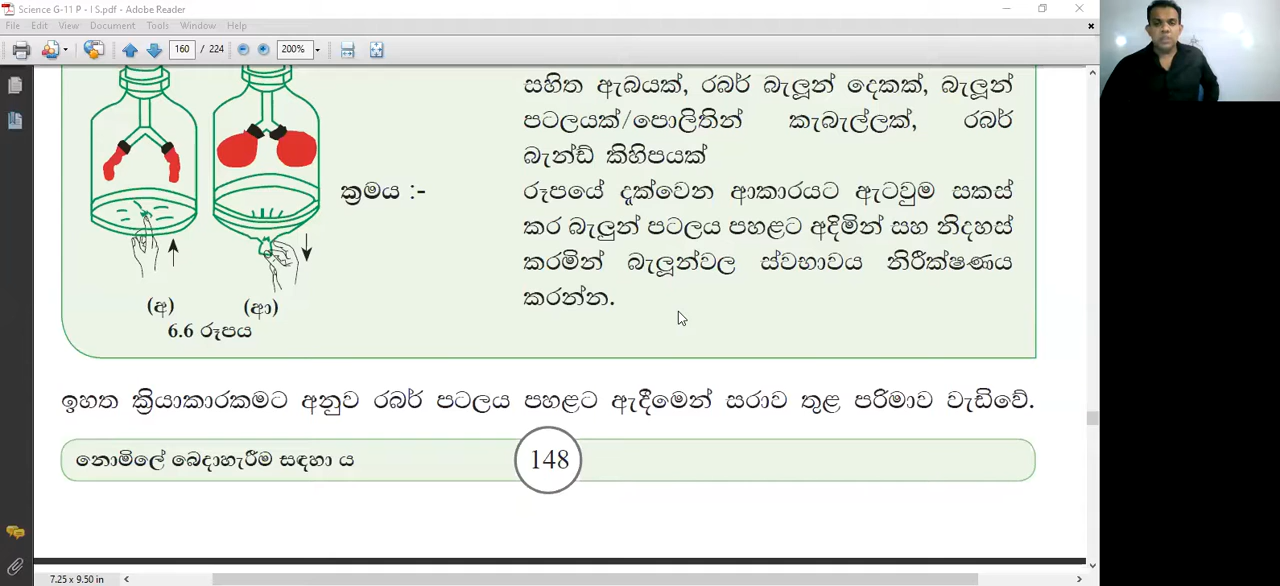 Science G-11 P - I S.pdf - Adobe Reader
File Edit View Document Tools Window Help
160 / 224 200%
සහිත ඇබයක්, රබර් බැලූන් දෙකක්, බැලූන්
පටලයක්/පොලිතින් කැබැල්ලක්, රබර්
බෑන්ඩ් කිහිපයක්
ක්‍රමය :- රූපයේ දැක්වෙන ආකාරයට ඇටවුම සකස්
කර බැලුන් පටලය පහළට අදිමින් සහ නිදහස්
කරමින් බැලූන්වල ස්වභාවය නිරීක්ෂණය
කරන්න.
(අ) (ආ)
6.6 රූපය
ඉහත ක්‍රියාකාරකමට අනුව රබර් පටලය පහළට ඇදීමෙන් සරාව තුළ පරිමාව වැඩිවේ.
නොමිලේ බෙදාහැරීම සඳහා ය 148
7.25 x 9.50 in